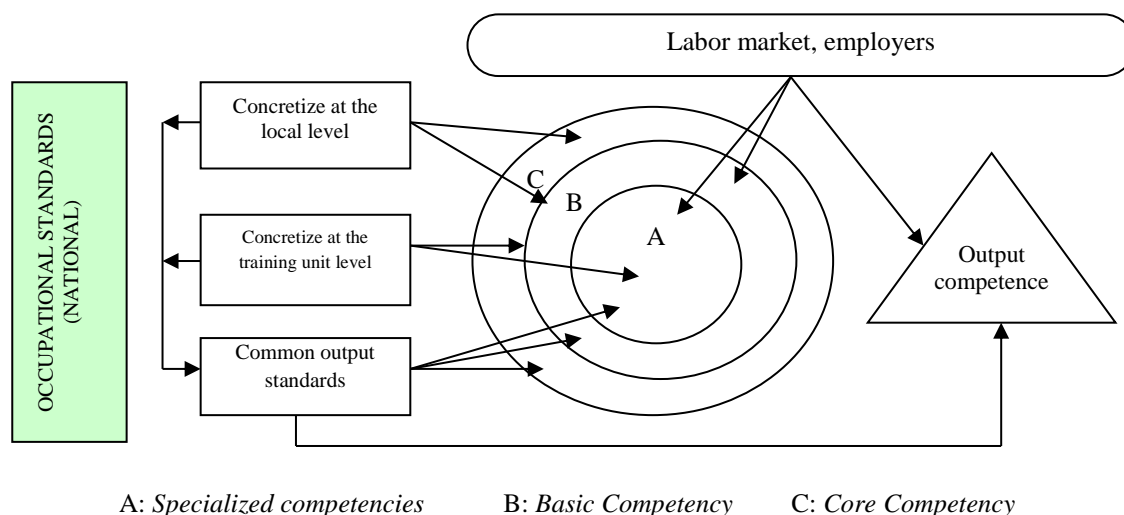 Labor market, employers
OCCUPATIONAL STANDARDS
(NATIONAL)
Concretize at the
local level
C
B
A
Concretize at the
training unit level
Output
competence
Common output
standards
A: Specialized competencies B: Basic Competency C: Core Competency